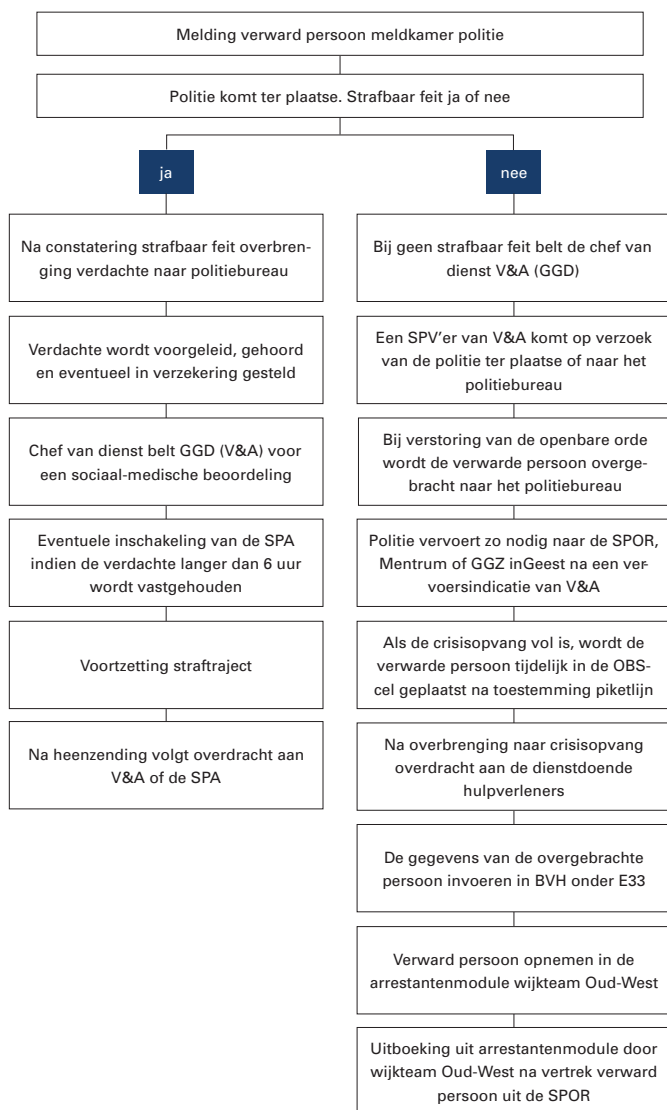 Melding verward persoon meldkamer politie
Politie komt ter plaatse. Strafbaar feit ja of nee
ja
Na constatering strafbaar feit overbren-
ging verdachte naar politiebureau
Verdachte wordt voorgeleid, gehoord
en eventueel in verzekering gesteld
Chef van dienst belt GGD (V&A) voor
een sociaal-medische beoordeling
Eventuele inschakeling van de SPA
indien de verdachte langer dan 6 uur
wordt vastgehouden
Voortzetting straftraject
Na heenzending volgt overdracht aan
V&A of de SPA
nee
Bij geen strafbaar feit belt de chef van
dienst V&A (GGD)
Een SPV'er van V&A komt op verzoek
van de politie ter plaatse of naar het
politiebureau
Bij verstoring van de openbare orde
wordt de verwarde persoon overge-
bracht naar het politiebureau
Politie vervoert zo nodig naar de SPOR,
Mentrum of GGZ inGeest na een ver-
voersindicatie van V&A
Als de crisisopvang vol is, wordt de
verwarde persoon tijdelijk in de OBS-
cel geplaatst na toestemming piketlijn
Na overbrenging naar crisisopvang
overdracht aan de dienstdoende
hulpverleners
De gegevens van de overgebrachte
persoon invoeren in BVH onder E33
Verward persoon opnemen in de
arrestantenmodule wijkteam Oud-West
Uitboeking uit arrestantenmodule door
wijkteam Oud-West na vertrek verward
persoon uit de SPOR